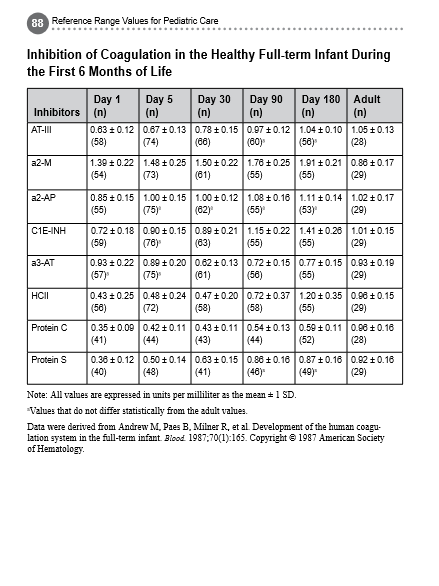 88 Reference Range Values for Pediatric Care
Inhibition of Coagulation in the Healthy Full-term Infant During
the First 6 Months of Life
Inhibitors Day 1 (n) Day 5 (n) Day 30 (n) Day 90 (n) Day 180 (n) Adult (n)
AT-III 0.63 ± 0.12 0.67 ± 0.13 0.78 ± 0.15 0.97 ± 0.12 1.04 ± 0.10 1.05 ± 0.13
(58) (74) (66) (60)ᵃ (56)ᵃ (28)
a2-M 1.39 ± 0.22 1.48 ± 0.25 1.50 ± 0.22 1.76 ± 0.25 1.91 ± 0.21 0.86 ± 0.17
(54) (73) (61) (55) (55) (29)
a2-AP 0.85 ± 0.15 1.00 ± 0.15 1.00 ± 0.12 1.08 ± 0.16 1.11 ± 0.14 1.02 ± 0.17
(55) (75)ᵃ (62)ᵃ (55)ᵃ (53)ᵃ (29)
C1E-INH 0.72 ± 0.18 0.90 ± 0.15 0.89 ± 0.21 1.15 ± 0.22 1.41 ± 0.26 1.01 ± 0.15
(59) (76)ᵃ (63) (55) (55) (29)
a3-AT 0.93 ± 0.22 0.89 ± 0.20 0.62 ± 0.13 0.72 ± 0.15 0.77 ± 0.15 0.93 ± 0.19
(57)ᵃ (75)ᵃ (61) (56) (55) (29)
HCII 0.43 ± 0.25 0.48 ± 0.24 0.47 ± 0.20 0.72 ± 0.37 1.20 ± 0.35 0.96 ± 0.15
(56) (72) (58) (58) (55) (29)
Protein C 0.35 ± 0.09 0.42 ± 0.11 0.43 ± 0.11 0.54 ± 0.13 0.59 ± 0.11 0.96 ± 0.16
(41) (44) (43) (44) (52) (28)
Protein S 0.36 ± 0.12 0.50 ± 0.14 0.63 ± 0.15 0.86 ± 0.16 0.87 ± 0.16 0.92 ± 0.16
(40) (48) (41) (46)ᵃ (49)ᵃ (29)
Note: All values are expressed in units per milliliter as the mean ± 1 SD.
ᵃValues that do not differ statistically from the adult values.
Data were derived from Andrew M, Paes B, Milner R, et al. Development of the human coagu-
lation system in the full-term infant. Blood. 1987;70(1):165. Copyright © 1987 American Society
of Hematology.